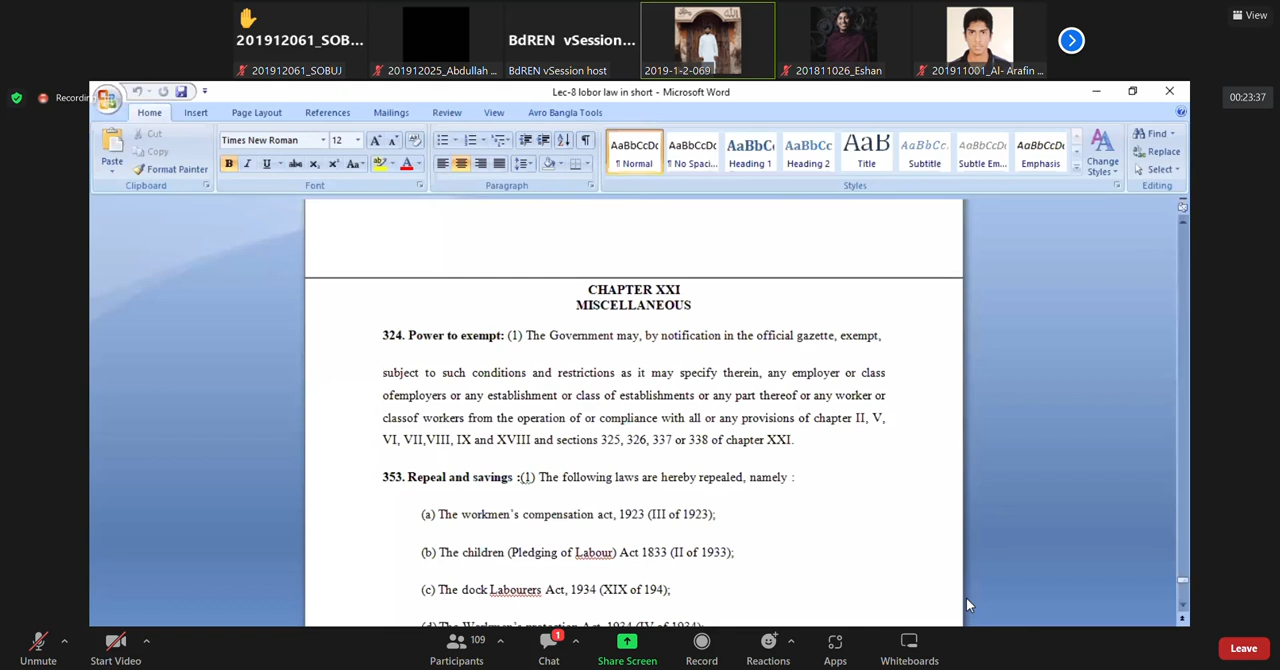 View
201912061_SOB...
BdREN vSession...
201912061_SOBUJ
201912025_Abdullah ...
BdREN vSession host
2019-1-2-069
201811026_Eshan
201911001_Al- Arafin ...
Recording
00:23:37
Lec-8 lobor law in short - Microsoft Word
Home Insert Page Layout References Mailings Review View Avro Bangla Tools
Paste
Cut
Copy
Format Painter
Clipboard
Times New Roman 12
Font
Paragraph
AaBbCcDc AaBbCcDc AaBbC AaBbCc AaB AaBbCc. AaBbCcDc AaBbCcDc
¶ Normal ¶ No Spaci... Heading 1 Heading 2 Title Subtitle Subtle Em... Emphasis
Change
Styles
Styles
Find
Replace
Select
Editing
CHAPTER XXI
MISCELLANEOUS
324. Power to exempt: (1) The Government may, by notification in the official gazette, exempt,
subject to such conditions and restrictions as it may specify therein, any employer or class
ofemployers or any establishment or class of establishments or any part thereof or any worker or
classof workers from the operation of or compliance with all or any provisions of chapter II, V,
VI, VII,VIII, IX and XVIII and sections 325, 326, 337 or 338 of chapter XXI.
353. Repeal and savings :(1) The following laws are hereby repealed, namely :
(a) The workmen's compensation act, 1923 (III of 1923);
(b) The children (Pledging of Labour) Act 1833 (II of 1933);
(c) The dock Labourers Act, 1934 (XIX of 194);
(d) The Workmen's protection Act, 1934 (IV of 1934);
109
1
Unmute Start Video Participants Chat Share Screen Record Reactions Apps Whiteboards Leave